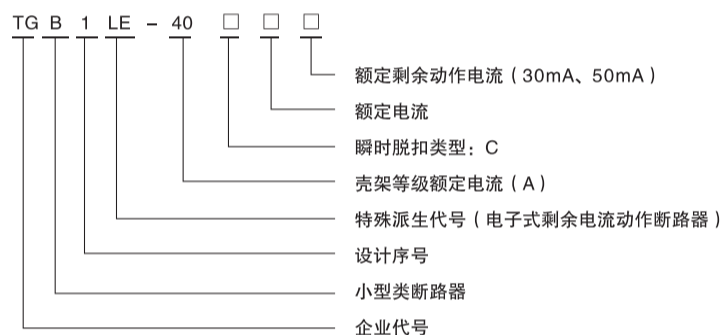 TG B 1 LE - 40 □ □ □
额定剩余动作电流（30mA、50mA）
额定电流
瞬时脱扣类型：C
壳架等级额定电流（A）
特殊派生代号（电子式剩余电流动作断路器）
设计序号
小型类断路器
企业代号